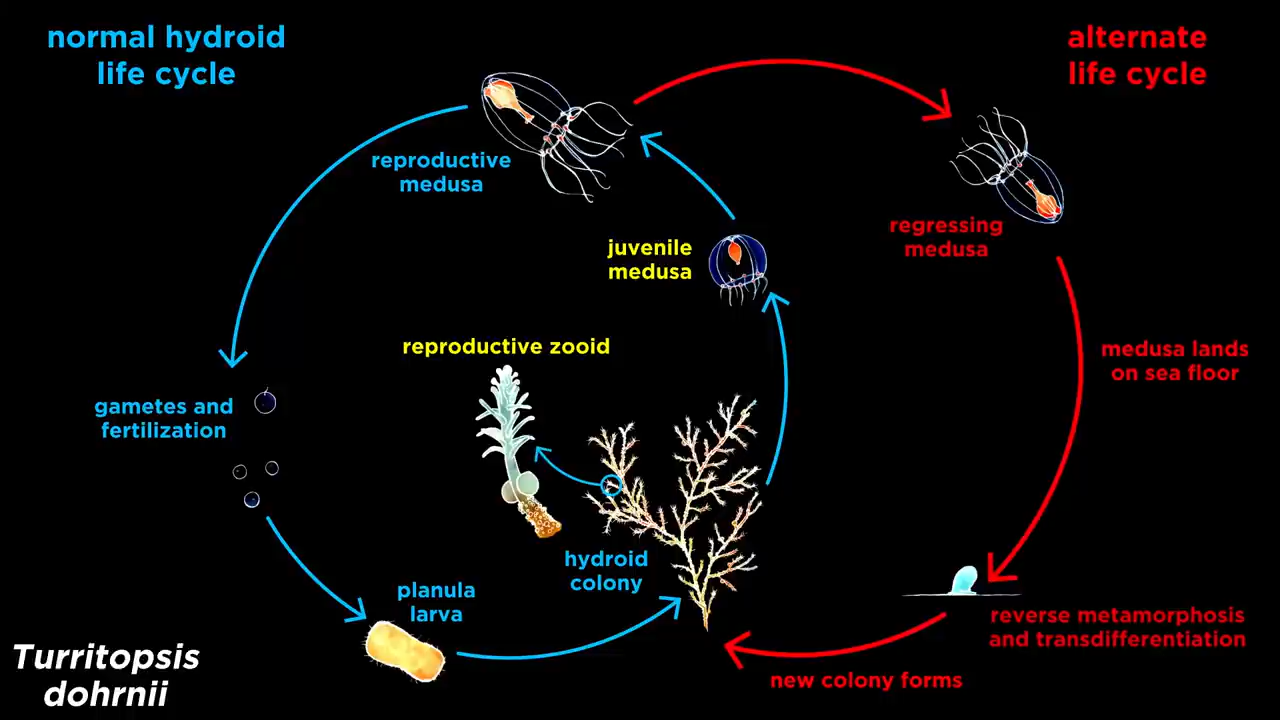 normal hydroid
life cycle
alternate
life cycle
reproductive
medusa
regressing
medusa
juvenile
medusa
reproductive zooid
medusa lands
on sea floor
gametes and
fertilization
hydroid
colony
planula
larva
reverse metamorphosis
and transdifferentiation
new colony forms
Turritopsis
dohrnii